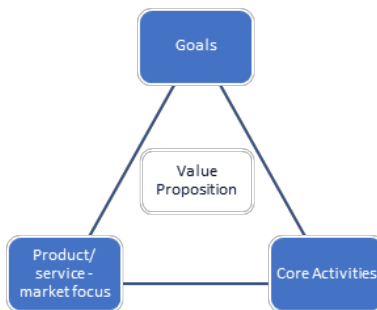 Goals
Value
Proposition
Product/
service -
market focus
Core Activities